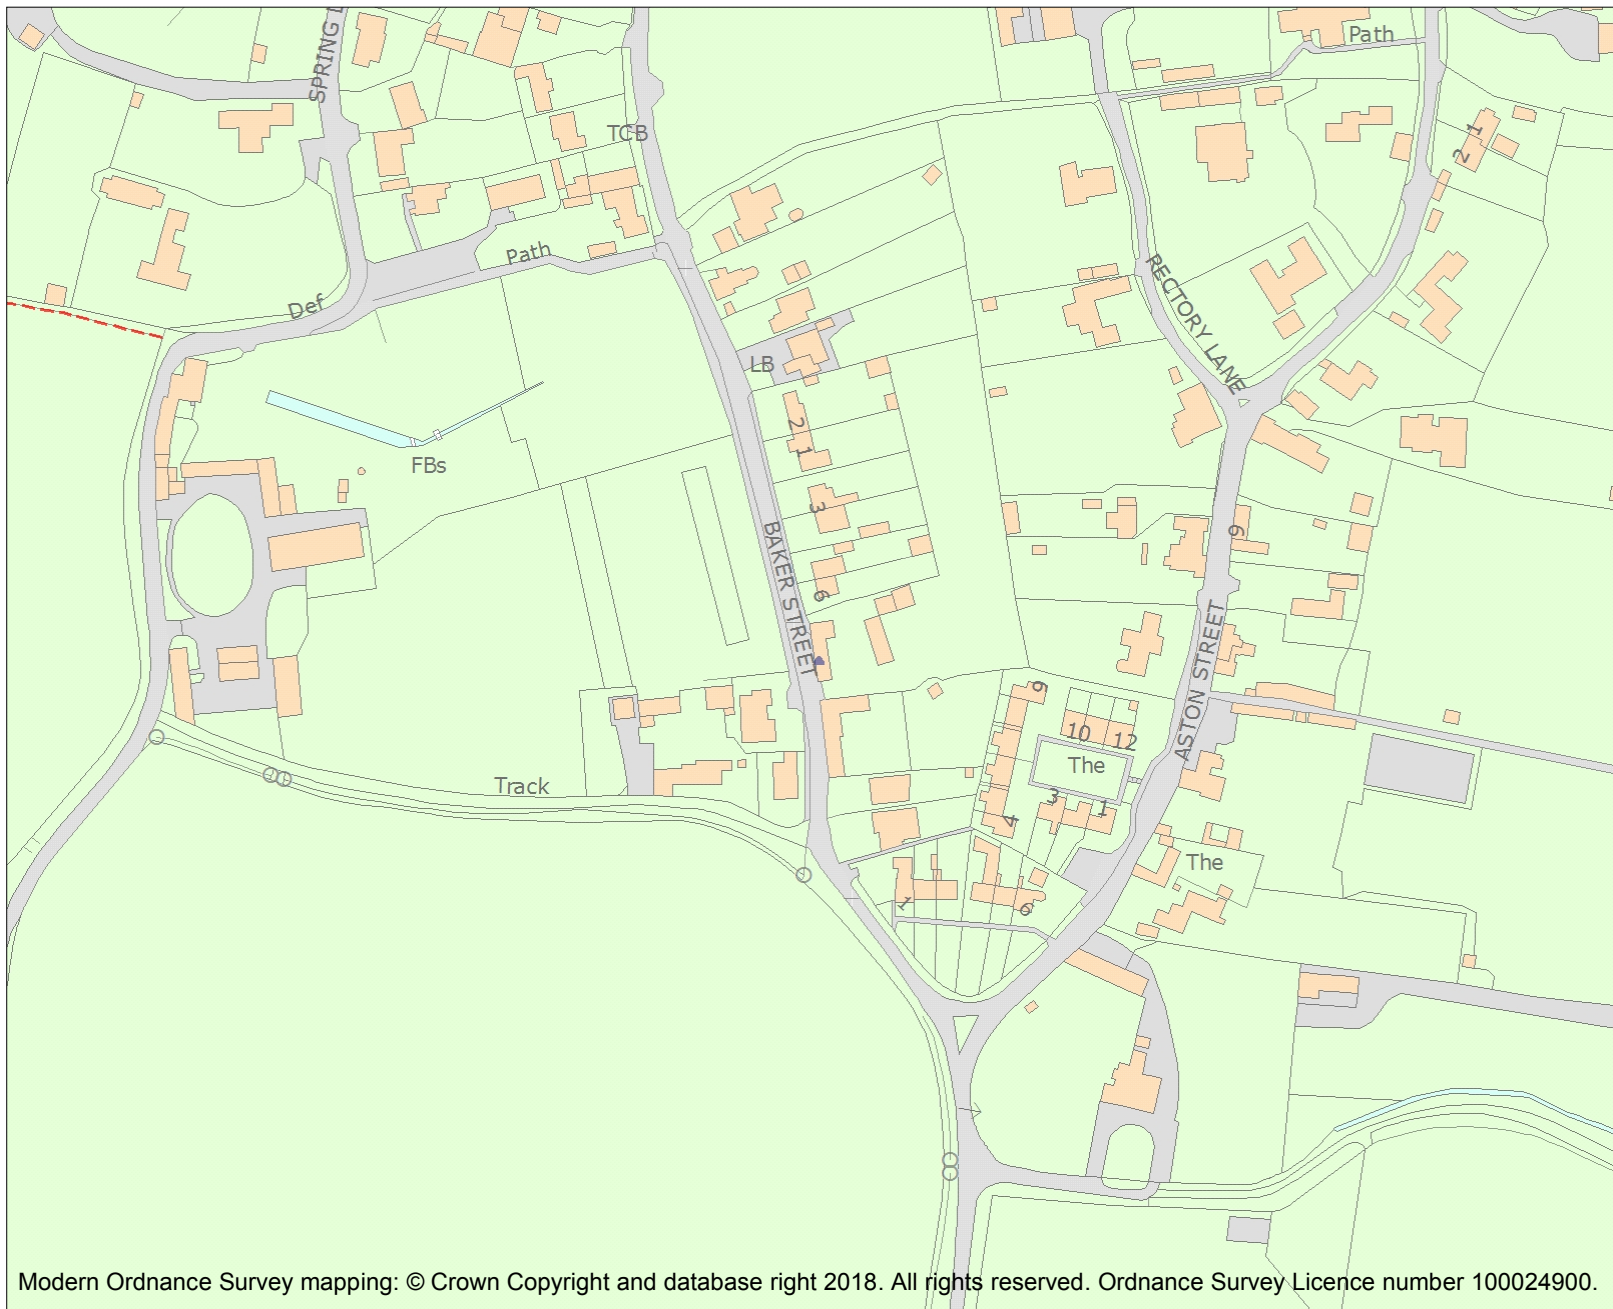 SPRING L
Path
TCB
1
2
Path
Def
RECTORY LANE
LB
2
1
FBs
3
BAKER STREET
6
9
ASTON STREET
9
10
12
The
Track
3
1
4
The
1
6
Modern Ordnance Survey mapping: © Crown Copyright and database right 2018. All rights reserved. Ordnance Survey Licence number 100024900.